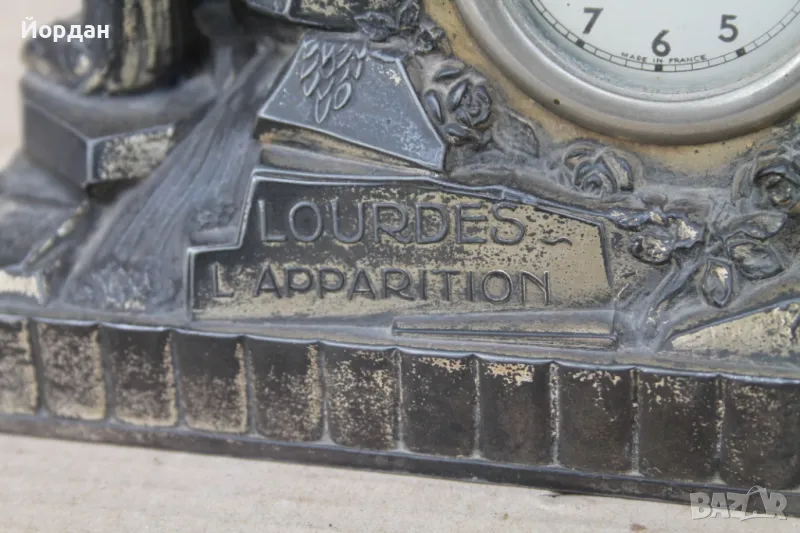 Йордан
7 6 5
MADE IN FRANCE
LOURDES
L'APPARITION
BAZAR